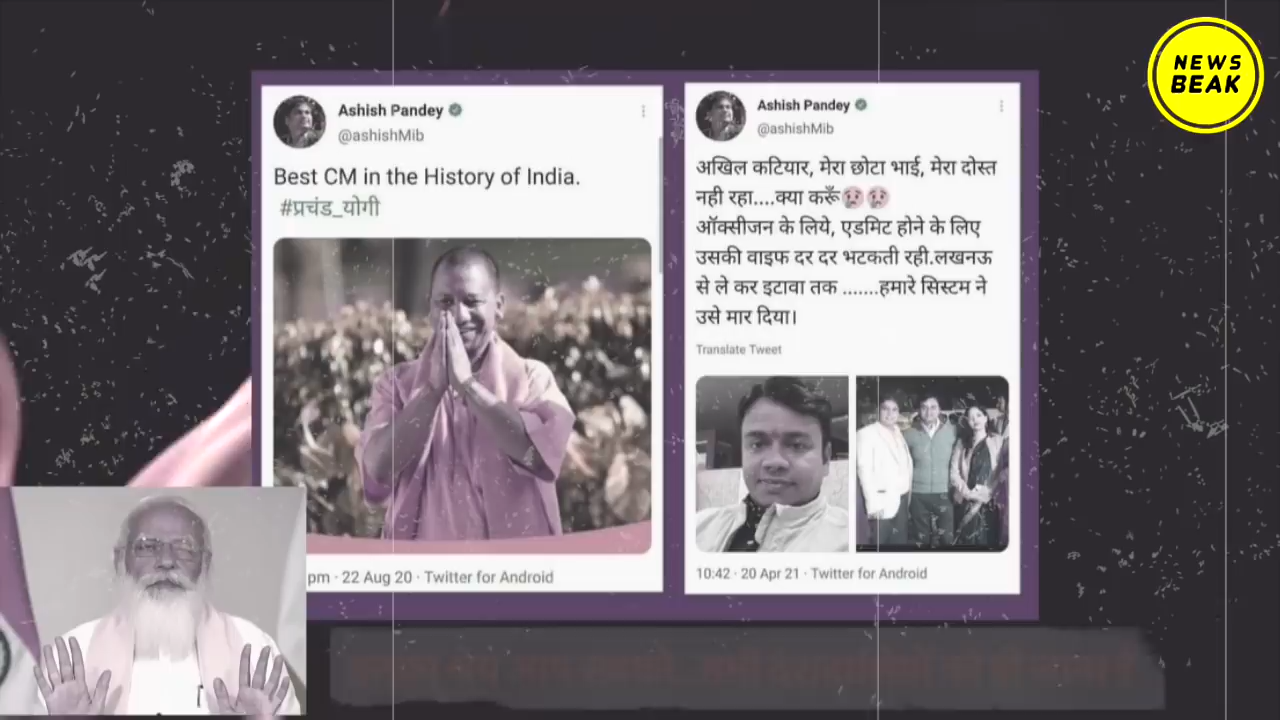 NEWS
BEAK
Ashish Pandey
@ashishMib
Best CM in the History of India.
#प्रचंड_योगी
pm · 22 Aug 20 · Twitter for Android
Ashish Pandey
@ashishMib
अखिल कटियार, मेरा छोटा भाई, मेरा दोस्त
नही रहा....क्या करूँ😢😢
ऑक्सीजन के लिये, एडमिट होने के लिए
उसकी वाइफ दर दर भटकती रही.लखनऊ
से ले कर इटावा तक .......हमारे सिस्टम ने
उसे मार दिया।
Translate Tweet
10:42 · 20 Apr 21 · Twitter for Android